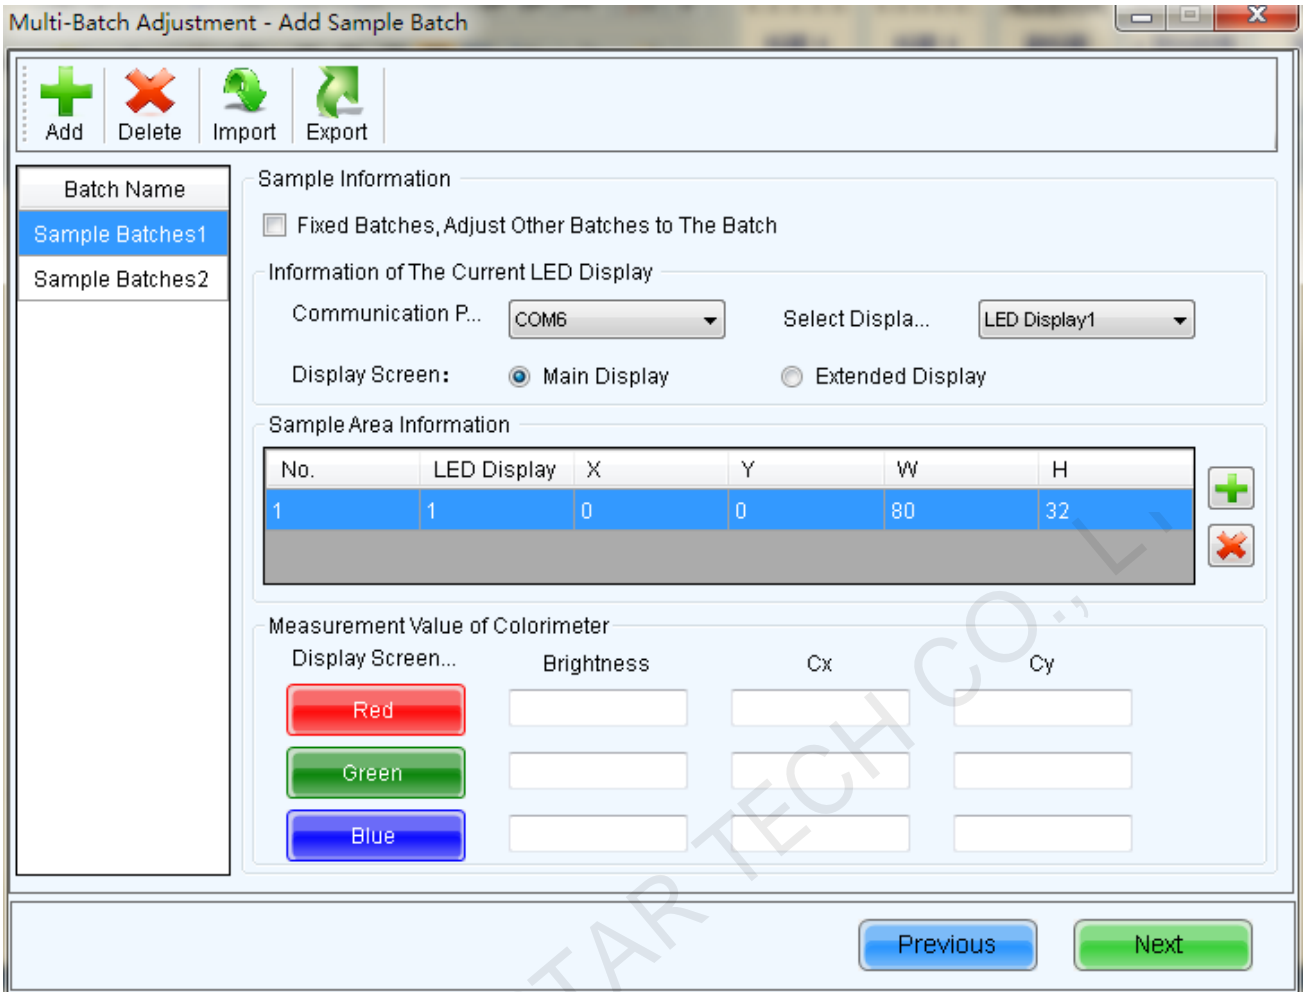 Multi-Batch Adjustment - Add Sample Batch
Add Delete Import Export
Batch Name
Sample Batches1
Sample Batches2
Sample Information
Fixed Batches, Adjust Other Batches to The Batch
Information of The Current LED Display
Communication P... COM6 Select Displa... LED Display1
Display Screen: Main Display Extended Display
Sample Area Information
No. LED Display X Y W H
1 1 0 0 80 32
Measurement Value of Colorimeter
Display Screen... Brightness Cx Cy
Red
Green
Blue
Previous Next
TAR TECH CO., L